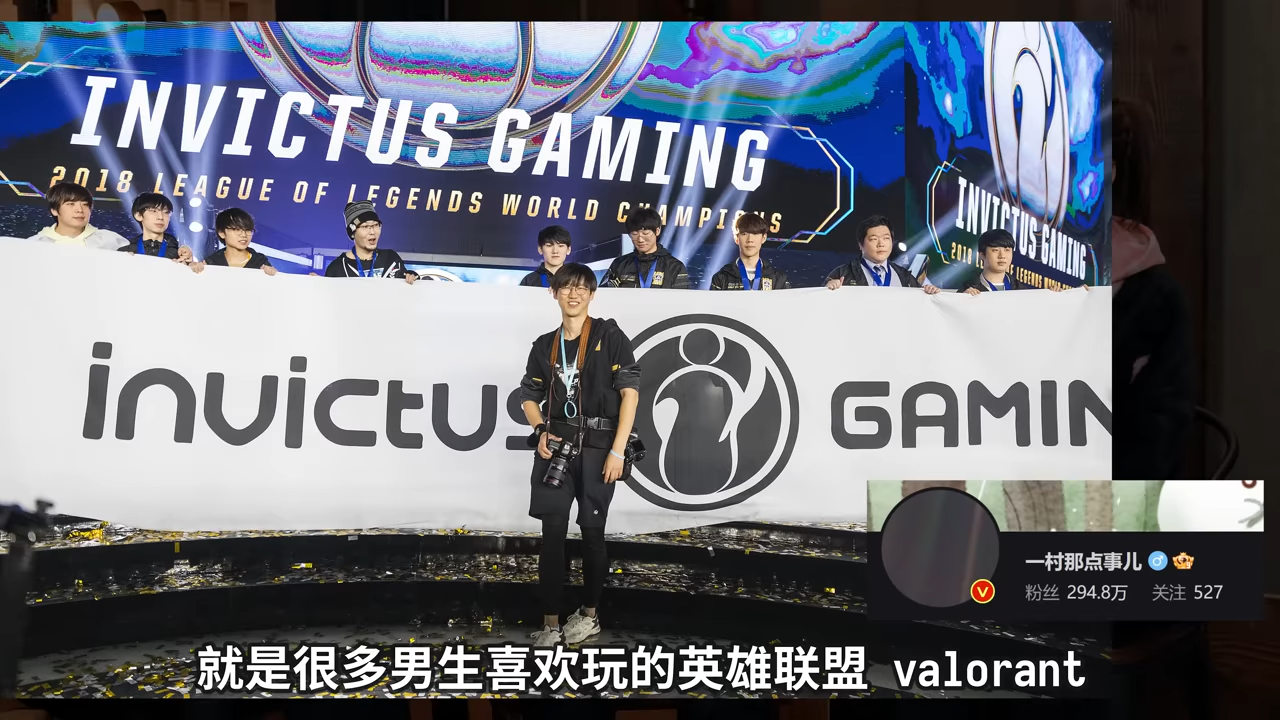 INVICTUS GAMING
2018 LEAGUE OF LEGENDS WORLD CHAMPIONS
INVICTUS GAMING
invictus GAMIN
一村那点事儿
粉丝 294.8万 关注 527
就是很多男生喜欢玩的英雄联盟 valorant